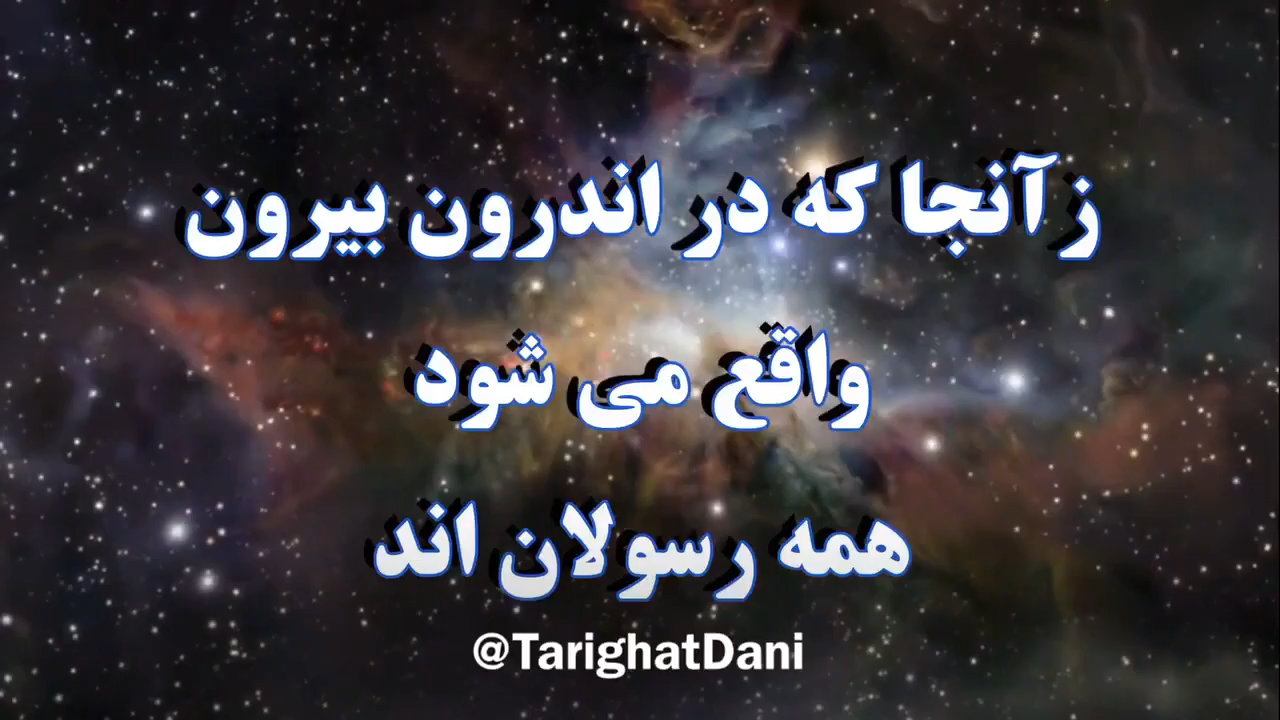 ز آنجا که در اندرون بیرون
واقع می شود
همه رسولان اند
@TarighatDani